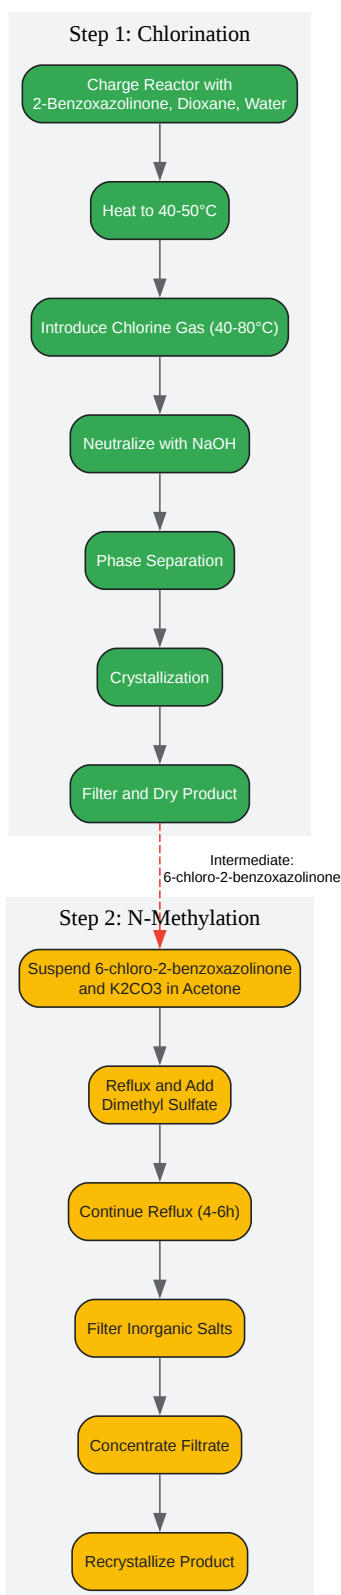 Step 1: Chlorination
Charge Reactor with
2-Benzoxazolinone, Dioxane, Water
Heat to 40-50°C
Introduce Chlorine Gas (40-80°C)
Neutralize with NaOH
Phase Separation
Crystallization
Filter and Dry Product
Intermediate:
6-chloro-2-benzoxazolinone
Step 2: N-Methylation
Suspend 6-chloro-2-benzoxazolinone
and K2CO3 in Acetone
Reflux and Add
Dimethyl Sulfate
Continue Reflux (4-6h)
Filter Inorganic Salts
Concentrate Filtrate
Recrystallize Product